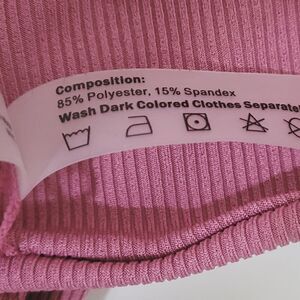 Composition:
85% Polyester, 15% Spandex
Wash Dark Colored Clothes Separately